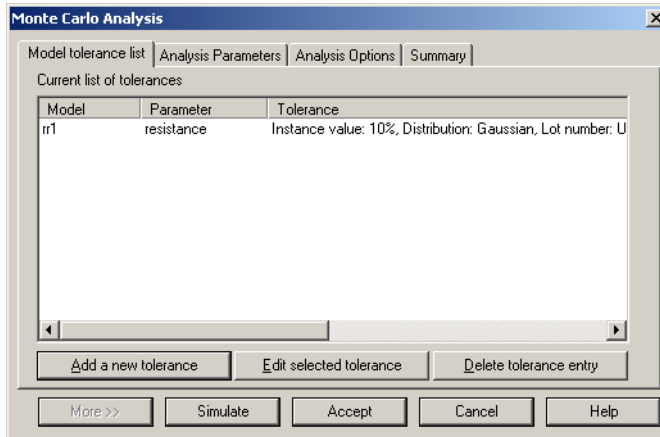 Monte Carlo Analysis
Model tolerance list Analysis Parameters Analysis Options Summary
Current list of tolerances
Model Parameter Tolerance
rr1 resistance Instance value: 10%, Distribution: Gaussian, Lot number: U
Add a new tolerance Edit selected tolerance Delete tolerance entry
More >> Simulate Accept Cancel Help